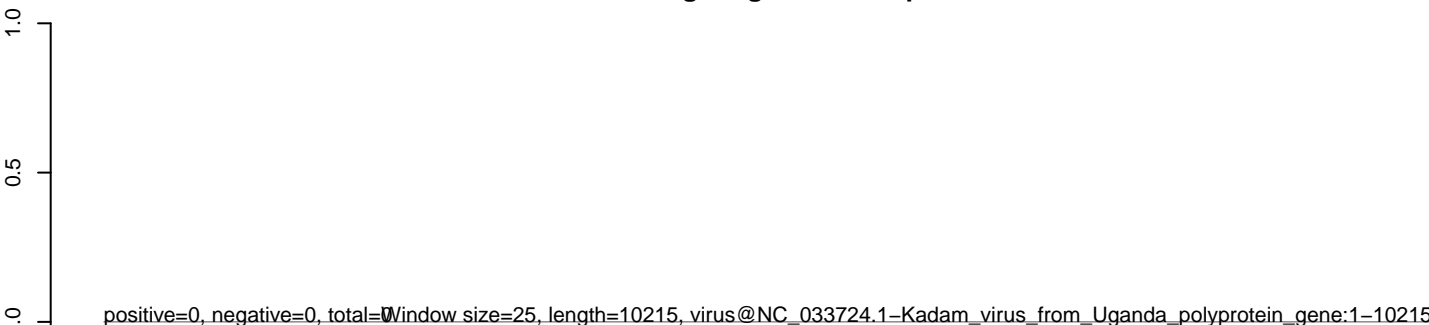 1.0
0.5
.0
positive=0, negative=0, total=0
Window size=25, length=10215, virus@NC_033724.1–Kadam_virus_from_Uganda_polyprotein_gene:1–10215